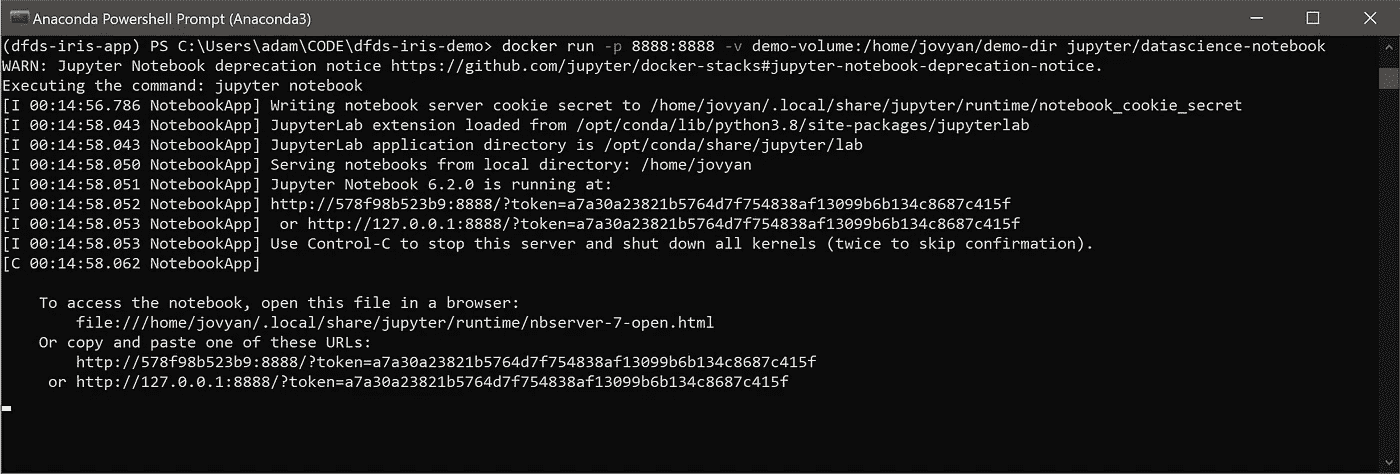 Anaconda Powershell Prompt (Anaconda3)
(dfds-iris-app) PS C:\Users\adam\CODE\dfds-iris-demo> docker run -p 8888:8888 -v demo-volume:/home/jovyan/demo-dir jupyter/datascience-notebook
WARN: Jupyter Notebook deprecation notice https://github.com/jupyter/docker-stacks#jupyter-notebook-deprecation-notice.
Executing the command: jupyter notebook
[I 00:14:56.786 NotebookApp] Writing notebook server cookie secret to /home/jovyan/.local/share/jupyter/runtime/notebook_cookie_secret
[I 00:14:58.043 NotebookApp] JupyterLab extension loaded from /opt/conda/lib/python3.8/site-packages/jupyterlab
[I 00:14:58.043 NotebookApp] JupyterLab application directory is /opt/conda/share/jupyter/lab
[I 00:14:58.050 NotebookApp] Serving notebooks from local directory: /home/jovyan
[I 00:14:58.051 NotebookApp] Jupyter Notebook 6.2.0 is running at:
[I 00:14:58.052 NotebookApp] http://578f98b523b9:8888/?token=a7a30a23821b5764d7f754838af13099b6b134c8687c415f
[I 00:14:58.053 NotebookApp]  or http://127.0.0.1:8888/?token=a7a30a23821b5764d7f754838af13099b6b134c8687c415f
[I 00:14:58.053 NotebookApp] Use Control-C to stop this server and shut down all kernels (twice to skip confirmation).
[C 00:14:58.062 NotebookApp]
To access the notebook, open this file in a browser:
file:///home/jovyan/.local/share/jupyter/runtime/nbserver-7-open.html
Or copy and paste one of these URLs:
http://578f98b523b9:8888/?token=a7a30a23821b5764d7f754838af13099b6b134c8687c415f
or http://127.0.0.1:8888/?token=a7a30a23821b5764d7f754838af13099b6b134c8687c415f